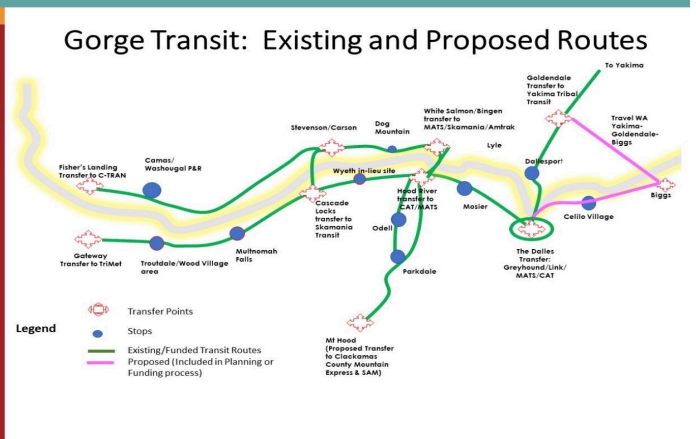 Gorge Transit: Existing and Proposed Routes
To Yakima
Goldendale
Transfer to
Yakima Tribal
Transit
White Salmon/Bingen
transfer to
MATS/Skamania/Amtrak
Travel WA
Yakima-
Goldendale-
Biggs
Dog
Mountain
Stevenson/Carson
Lyle
Camas/
Washougal P&R
Fisher's Landing
Transfer to C-TRAN
Wyeth in-lieu site
Dallesport
Hood River
transfer to
CAT/MATS
Cascade
Locks
transfer to
Skamania
Transit
Mosier
Celilo Village
Biggs
Odell
Gateway
Transfer to TriMet
Troutdale/Wood Village
area
Multnomah
Falls
The Dalles
Transfer:
Greyhound/Link/
MATS/CAT
Parkdale
Mt Hood
(Proposed Transfer
to Clackamas
County Mountain
Express & SAM)
Legend
Transfer Points
Stops
Existing/Funded Transit Routes
Proposed (Included in Planning or
Funding process)